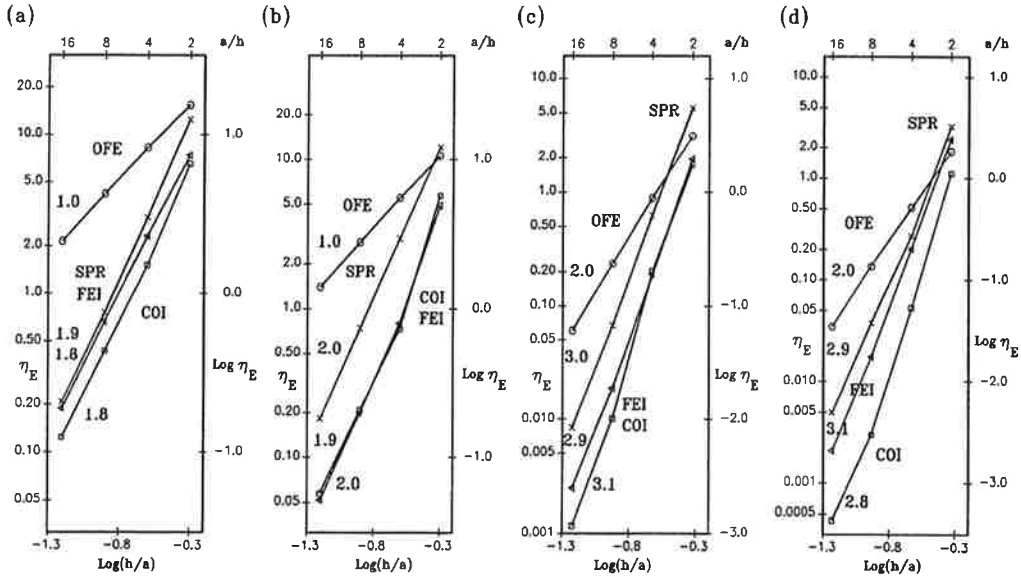 (a)
16 8 4 2 a/h
20.0
10.0
5.0
2.0
1.0
0.50
η_E
0.20
0.10
0.05
1.0
0.0
Log η_E
−1.0
OFE
1.0
SPR
FEI
COI
1.9
1.8
1.8
−1.3 −0.8 −0.3
Log(h/a)
(b)
16 8 4 2 a/h
20.0
10.0
5.0
2.0
1.0
0.50
η_E
0.20
0.10
0.05
1.0
0.0
Log η_E
−1.0
OFE
1.0
SPR
COI
FEI
2.0
1.9
2.0
−1.3 −0.8 −0.3
Log(h/a)
(c)
16 8 4 2 a/h
10.0
5.0
2.0
1.0
0.50
0.20
0.10
0.05
η_E
0.010
0.005
0.001
1.0
0.0
−1.0
Log η_E
−2.0
−3.0
SPR
OFE
2.0
3.0
FEI
COI
2.9
3.1
−1.3 −0.8 −0.3
Log(h/a)
(d)
16 8 4 2 a/h
10.0
5.0
2.0
1.0
0.50
0.20
0.10
0.05
η_E
0.010
0.005
0.001
0.0005
1.0
0.0
−1.0
Log η_E
−2.0
−3.0
SPR
OFE
2.0
2.9
FEI
3.1
COI
2.8
−1.3 −0.8 −0.3
Log(h/a)